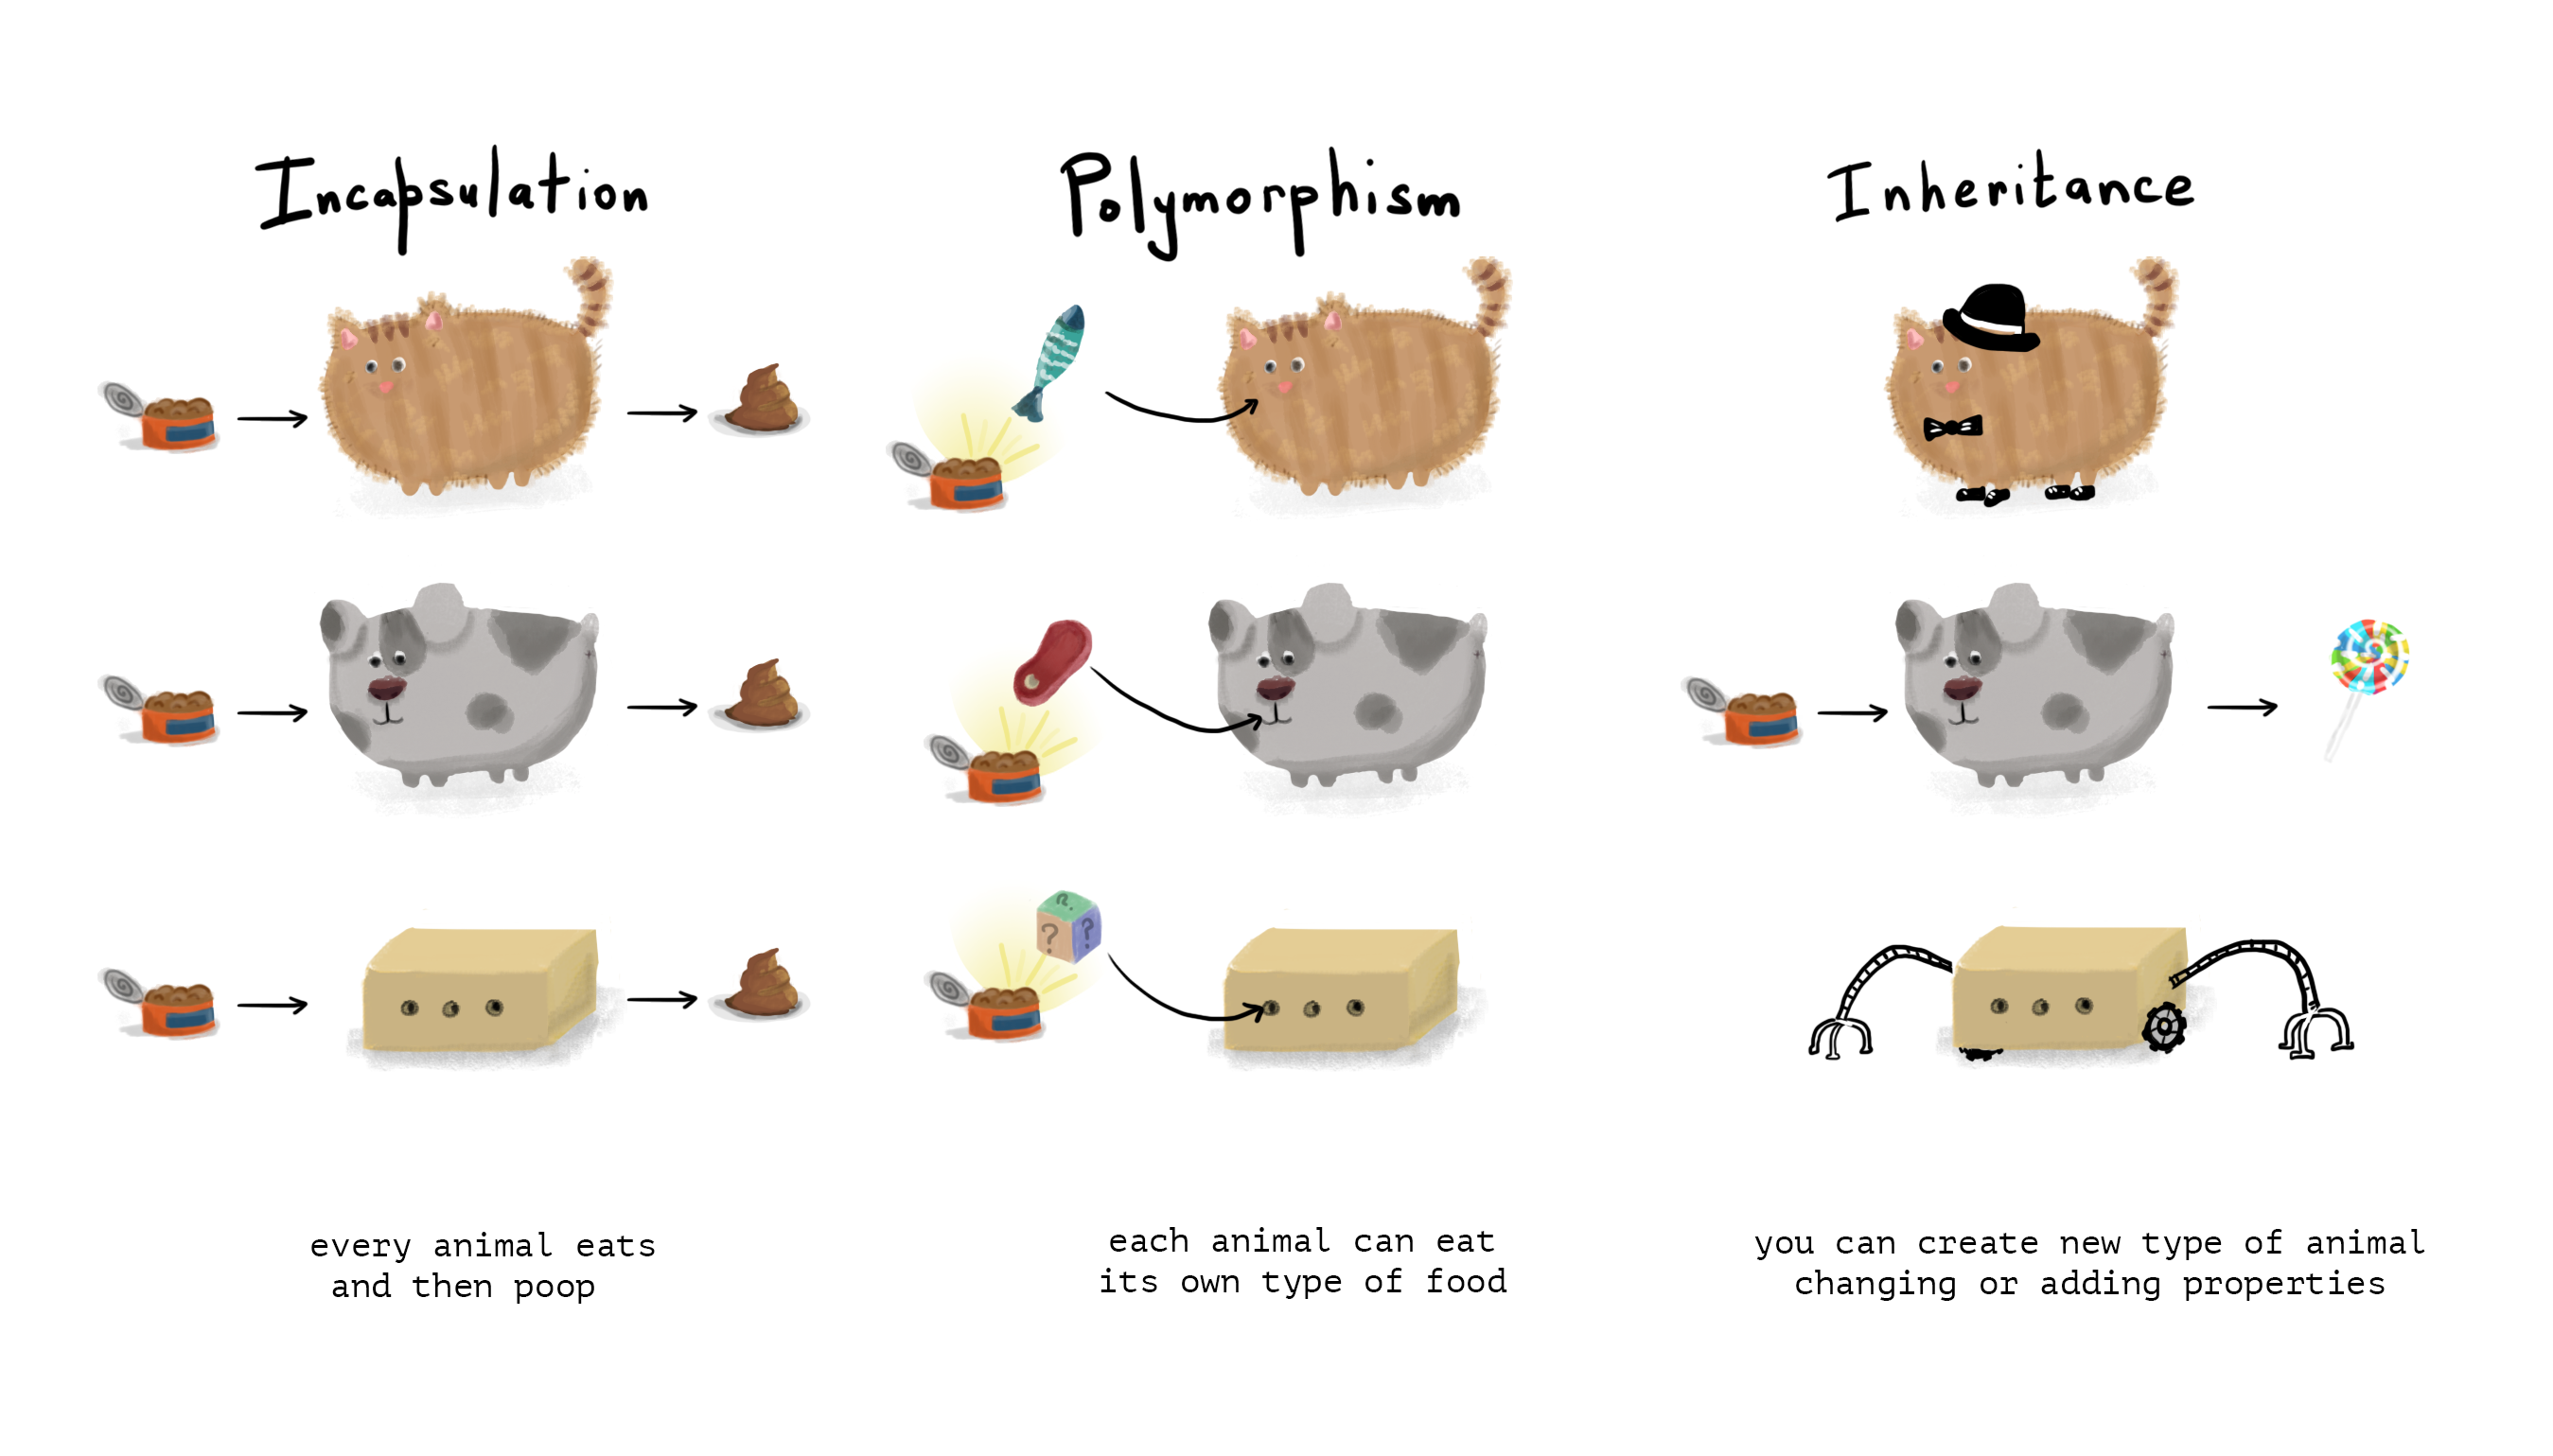 Incapsulation
Polymorphism
Inheritance
? ? ?
every animal eats
and then poop
each animal can eat
its own type of food
you can create new type of animal
changing or adding properties